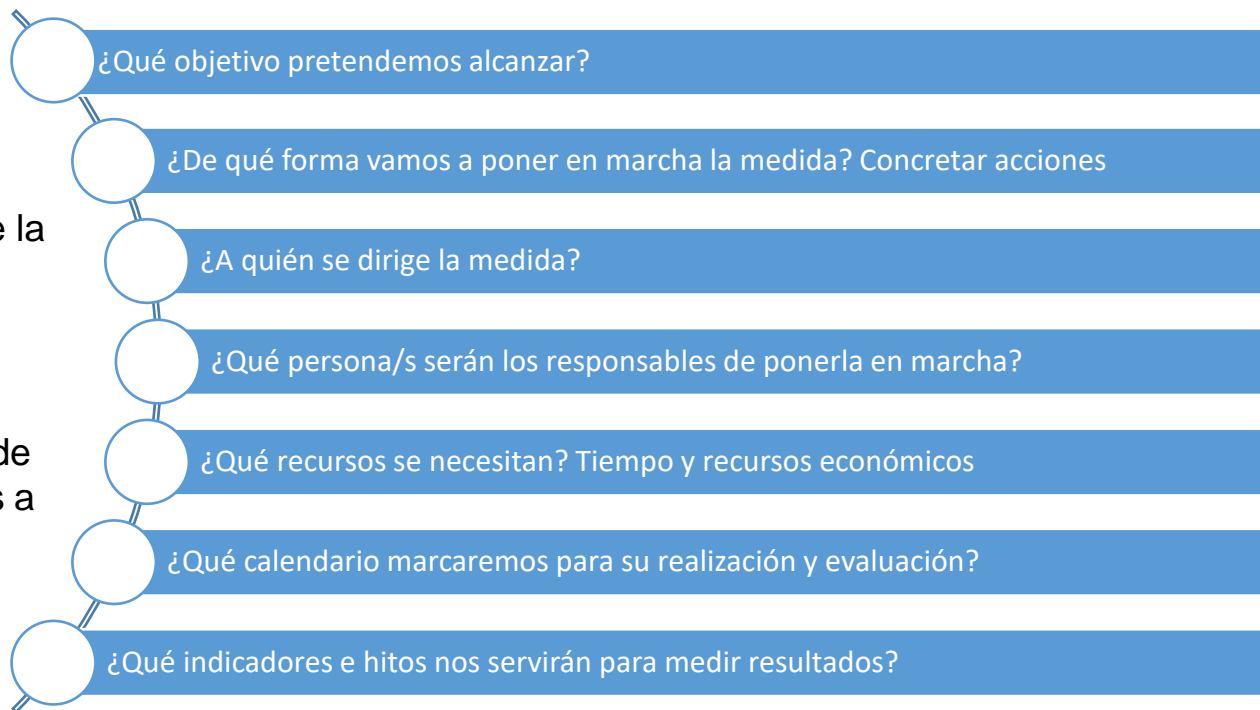 ¿Qué objetivo pretendemos alcanzar?
¿De qué forma vamos a poner en marcha la medida? Concretar acciones
e la
¿A quién se dirige la medida?
¿Qué persona/s serán los responsables de ponerla en marcha?
de
¿Qué recursos se necesitan? Tiempo y recursos económicos
s a
¿Qué calendario marcaremos para su realización y evaluación?
¿Qué indicadores e hitos nos servirán para medir resultados?